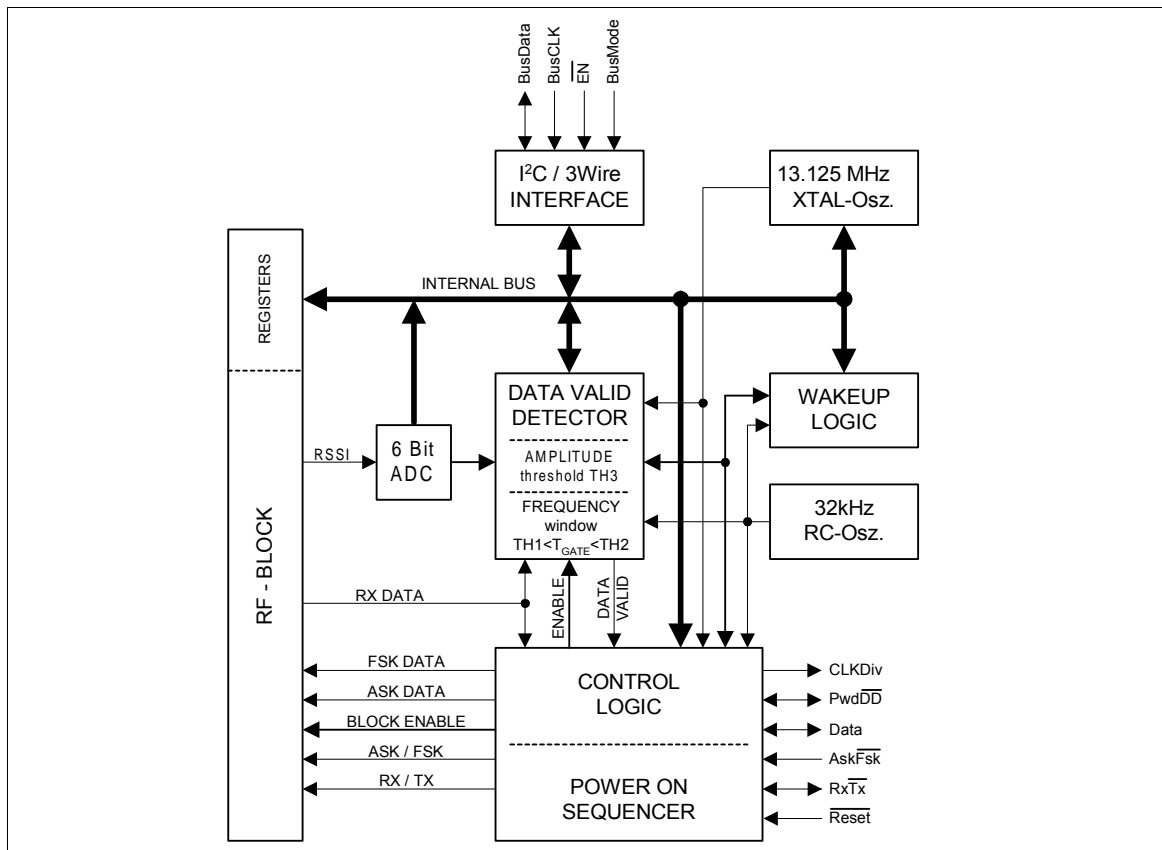 BusData
BusCLK
EN
BusMode
I²C / 3Wire
INTERFACE
13.125 MHz
XTAL-Osz.
REGISTERS
INTERNAL BUS
DATA VALID
DETECTOR
AMPLITUDE
threshold TH3
FREQUENCY
window
TH1<T_GATE<TH2
WAKEUP
LOGIC
RSSI
6 Bit
ADC
32kHz
RC-Osz.
RF - BLOCK
RX DATA
ENABLE
DATA
VALID
FSK DATA
ASK DATA
BLOCK ENABLE
ASK / FSK
RX / TX
CONTROL
LOGIC
POWER ON
SEQUENCER
CLKDiv
PwdDD
Data
AskFsk
RxTx
Reset